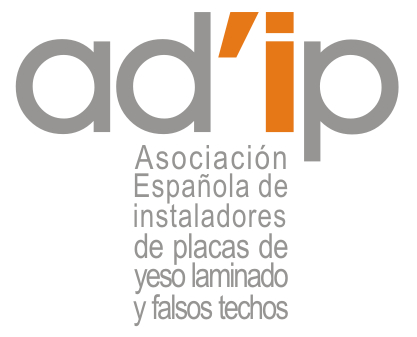 ad'ip
Asociación
Española de
instaladores
de placas de
yeso laminado
y falsos techos